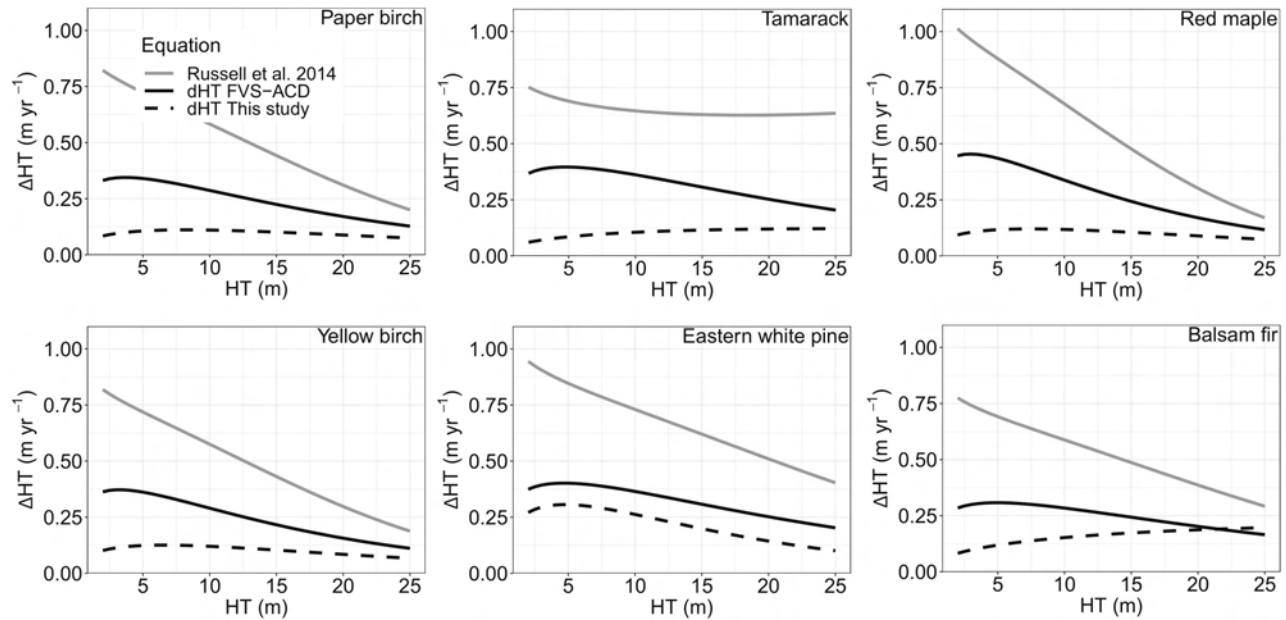 Paper birch
Equation
Russell et al. 2014
dHT FVS−ACD
dHT This study
1.00
0.75
0.50
0.25
0.00
ΔHT (m yr −1)
5 10 15 20 25
HT (m)
Tamarack
1.00
0.75
0.50
0.25
0.00
ΔHT (m yr −1)
5 10 15 20 25
HT (m)
Red maple
1.00
0.75
0.50
0.25
0.00
ΔHT (m yr −1)
5 10 15 20 25
HT (m)
Yellow birch
1.00
0.75
0.50
0.25
0.00
ΔHT (m yr −1)
5 10 15 20 25
HT (m)
Eastern white pine
1.00
0.75
0.50
0.25
0.00
ΔHT (m yr −1)
5 10 15 20 25
HT (m)
Balsam fir
1.00
0.75
0.50
0.25
0.00
ΔHT (m yr −1)
5 10 15 20 25
HT (m)